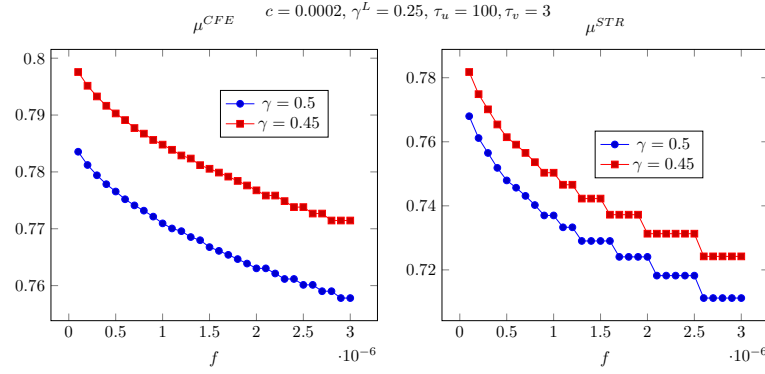 c = 0.0002, γ^L = 0.25, τ_u = 100, τ_v = 3
μ^{CFE}
0.8
0.79
0.78
0.77
0.76
0 0.5 1 1.5 2 2.5 3
f
·10^{-6}
γ = 0.5
γ = 0.45
μ^{STR}
0.78
0.76
0.74
0.72
0 0.5 1 1.5 2 2.5 3
f
·10^{-6}
γ = 0.5
γ = 0.45